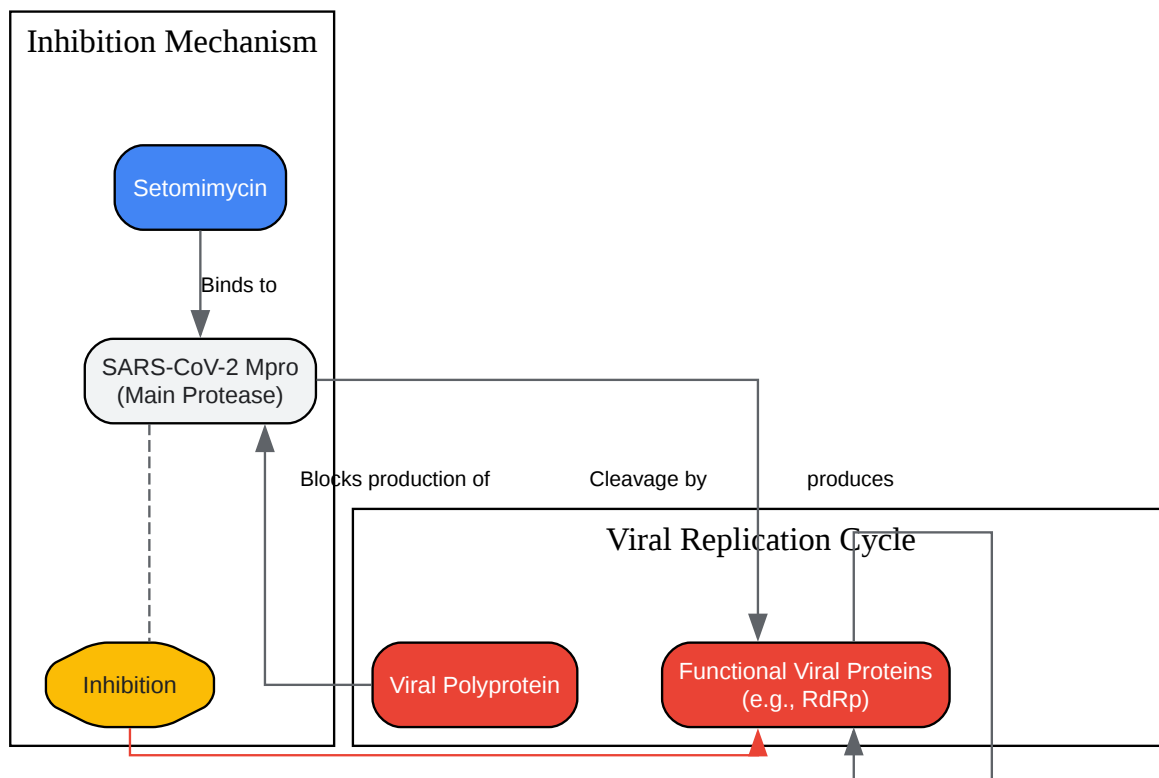 Inhibition Mechanism
Setomimycin
Binds to
SARS-CoV-2 Mpro
(Main Protease)
Blocks production of
Cleavage by
produces
Viral Replication Cycle
Inhibition
Viral Polyprotein
Functional Viral Proteins
(e.g., RdRp)